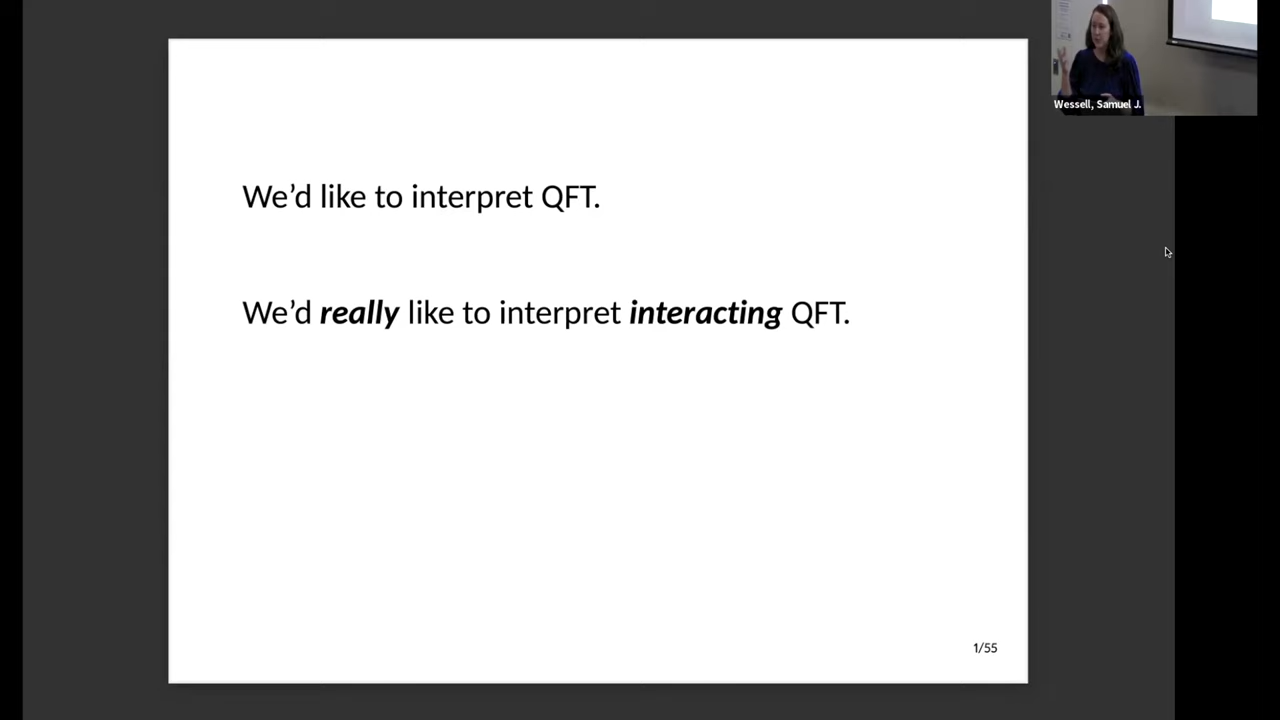 Wessell, Samuel J.
We’d like to interpret QFT.
We’d really like to interpret interacting QFT.
1/55